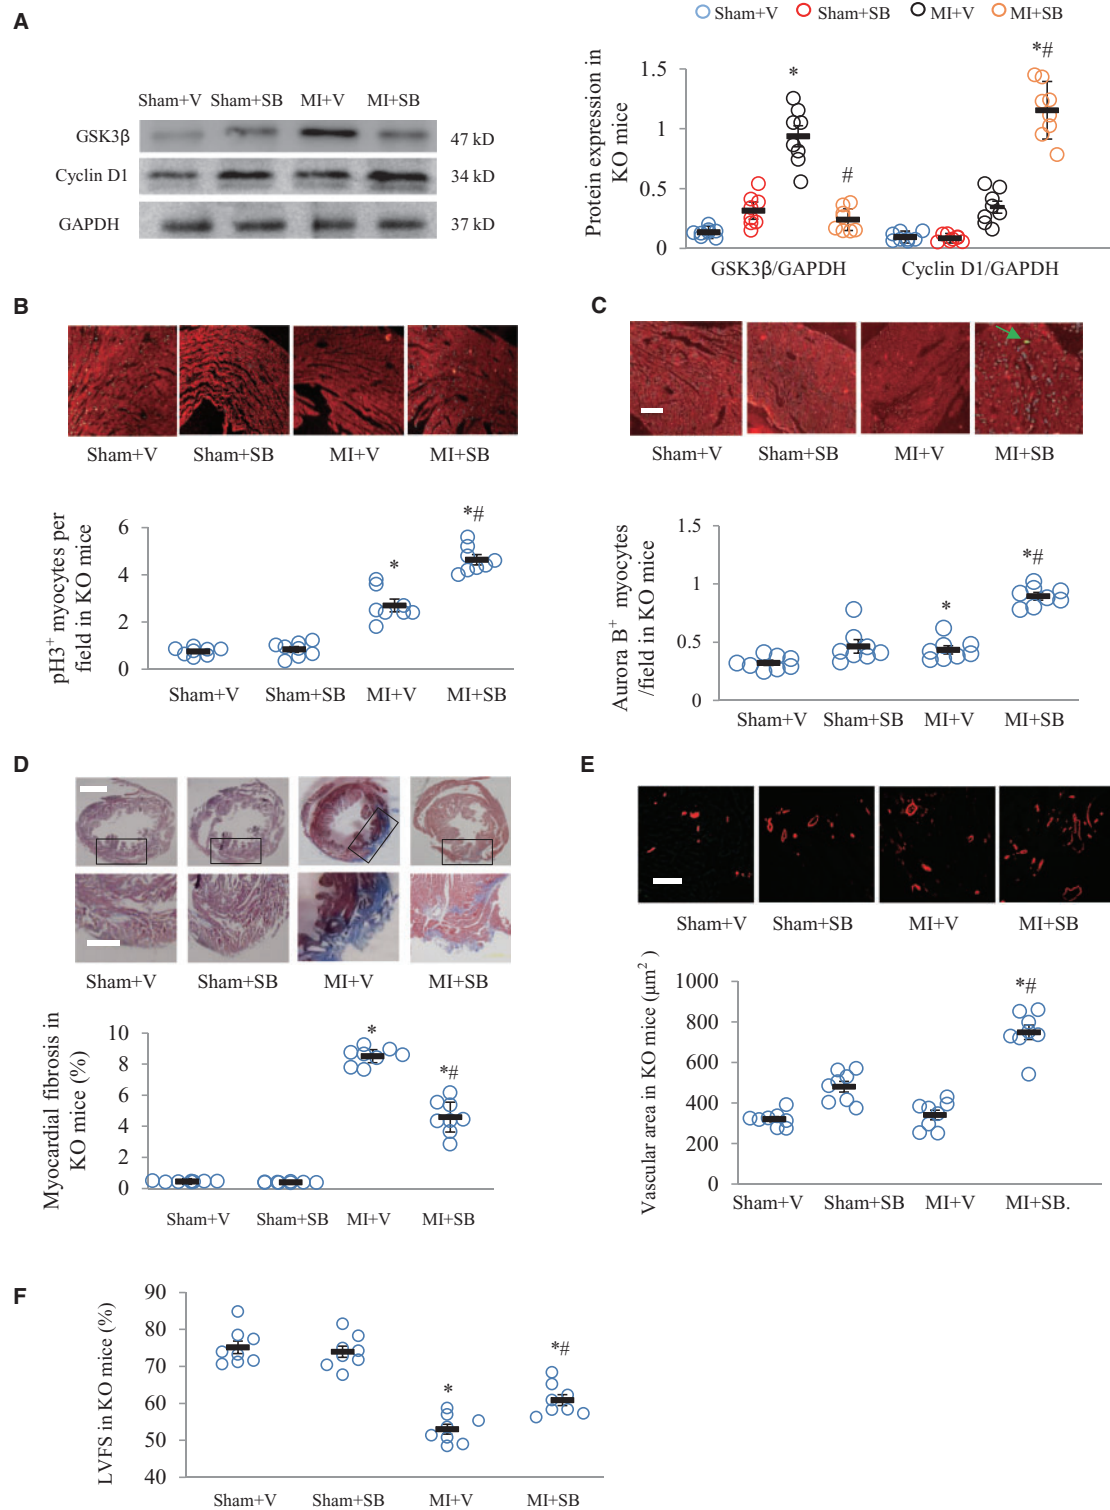 A
Sham+V Sham+SB MI+V MI+SB
GSK3β 47 kD
Cyclin D1 34 kD
GAPDH 37 kD
Sham+V Sham+SB MI+V MI+SB
Protein expression in
KO mice
1.5
1
0.5
0
*
#
*#
GSK3β/GAPDH Cyclin D1/GAPDH
B
Sham+V Sham+SB MI+V MI+SB
pH3+ myocytes per
field in KO mice
6
4
2
0
*
*#
Sham+V Sham+SB MI+V MI+SB
C
Sham+V Sham+SB MI+V MI+SB
Aurora B+ myocytes
/field in KO mice
1.5
1
0.5
0
*
*#
Sham+V Sham+SB MI+V MI+SB
D
Sham+V Sham+SB MI+V MI+SB
Myocardial fibrosis in
KO mice (%)
10
8
6
4
2
0
*
*#
Sham+V Sham+SB MI+V MI+SB
E
Sham+V Sham+SB MI+V MI+SB
Vascular area in KO mice (μm2)
1000
800
600
400
200
0
*#
Sham+V Sham+SB MI+V MI+SB.
F
LVFS in KO mice (%)
90
80
70
60
50
40
*
*#
Sham+V Sham+SB MI+V MI+SB